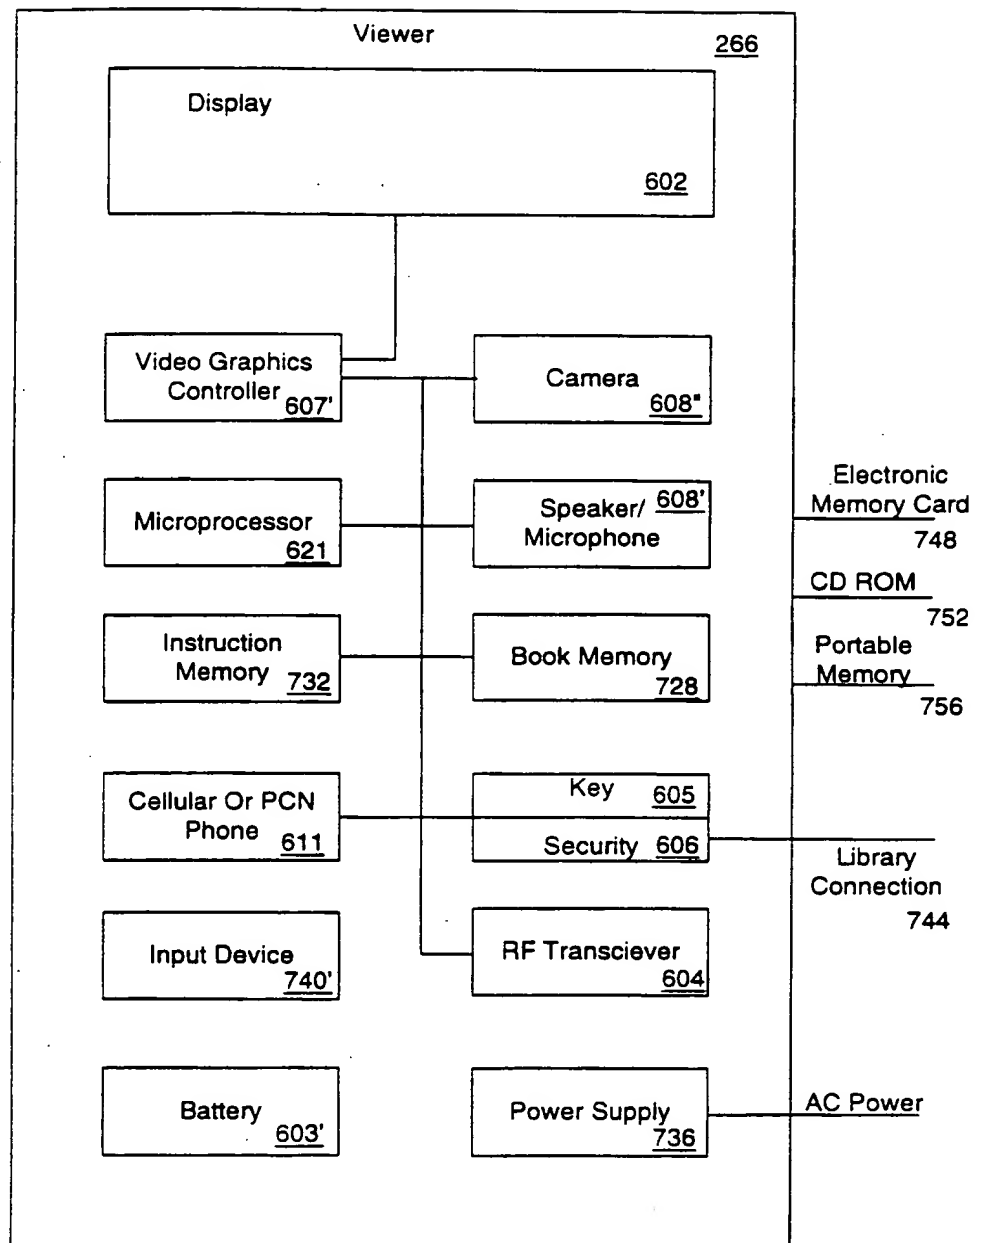 Viewer
266
Display
602
Video Graphics
Controller
607'
Camera
608"
Microprocessor
621
Speaker/
Microphone
608'
Electronic
Memory Card
748
CD ROM
752
Instruction
Memory
732
Book Memory
728
Portable
Memory
756
Cellular Or PCN
Phone
611
Key
605
Security
606
Library
Connection
744
Input Device
740'
RF Transciever
604
Battery
603'
Power Supply
736
AC Power